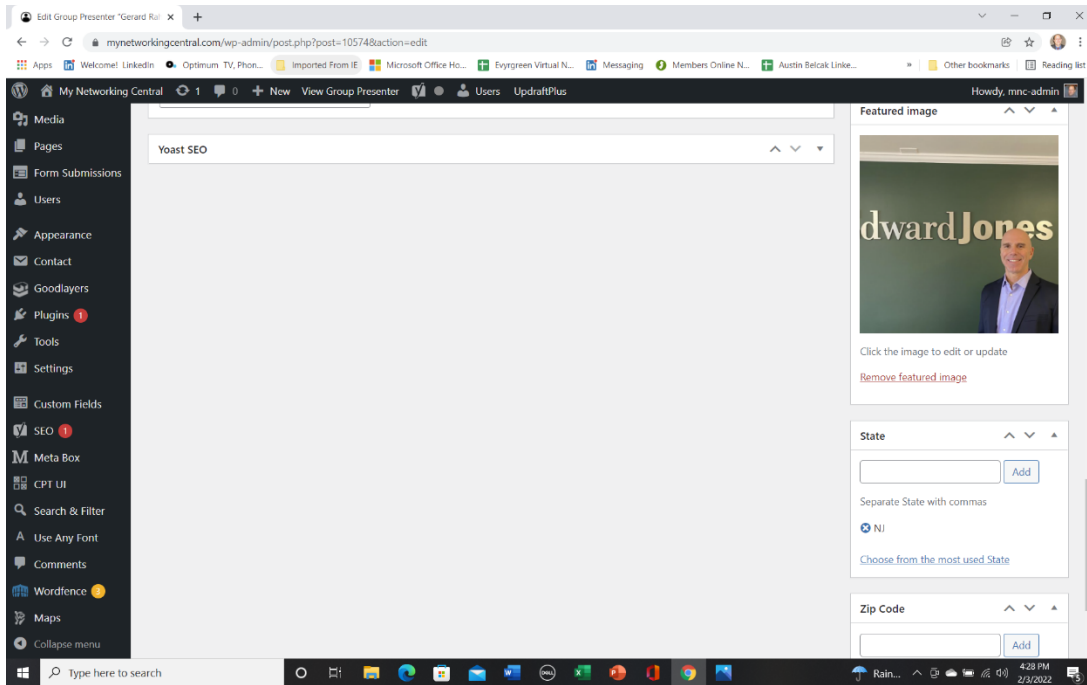 Edit Group Presenter "Gerard Ral
mynetworkingcentral.com/wp-admin/post.php?post=10574&action=edit
Apps Welcome! LinkedIn Optimum TV, Phon... Imported From IE Microsoft Office Ho... Evyrgreen Virtual N... Messaging Members Online N... Austin Belcak Linke... » Other bookmarks Reading list
My Networking Central 1 0 + New View Group Presenter Users UpdraftPlus Howdy, mnc-admin
Media
Pages
Form Submissions
Users
Appearance
Contact
Goodlayers
Plugins 1
Tools
Settings
Custom Fields
SEO 1
Meta Box
CPT UI
Search & Filter
Use Any Font
Comments
Wordfence 3
Maps
Collapse menu
Yoast SEO
Featured image
dward Jones
Click the image to edit or update
Remove featured image
State
Add
Separate State with commas
NJ
Choose from the most used State
Zip Code
Add
Type here to search
DELL
Rain...
4:28 PM
2/3/2022
5